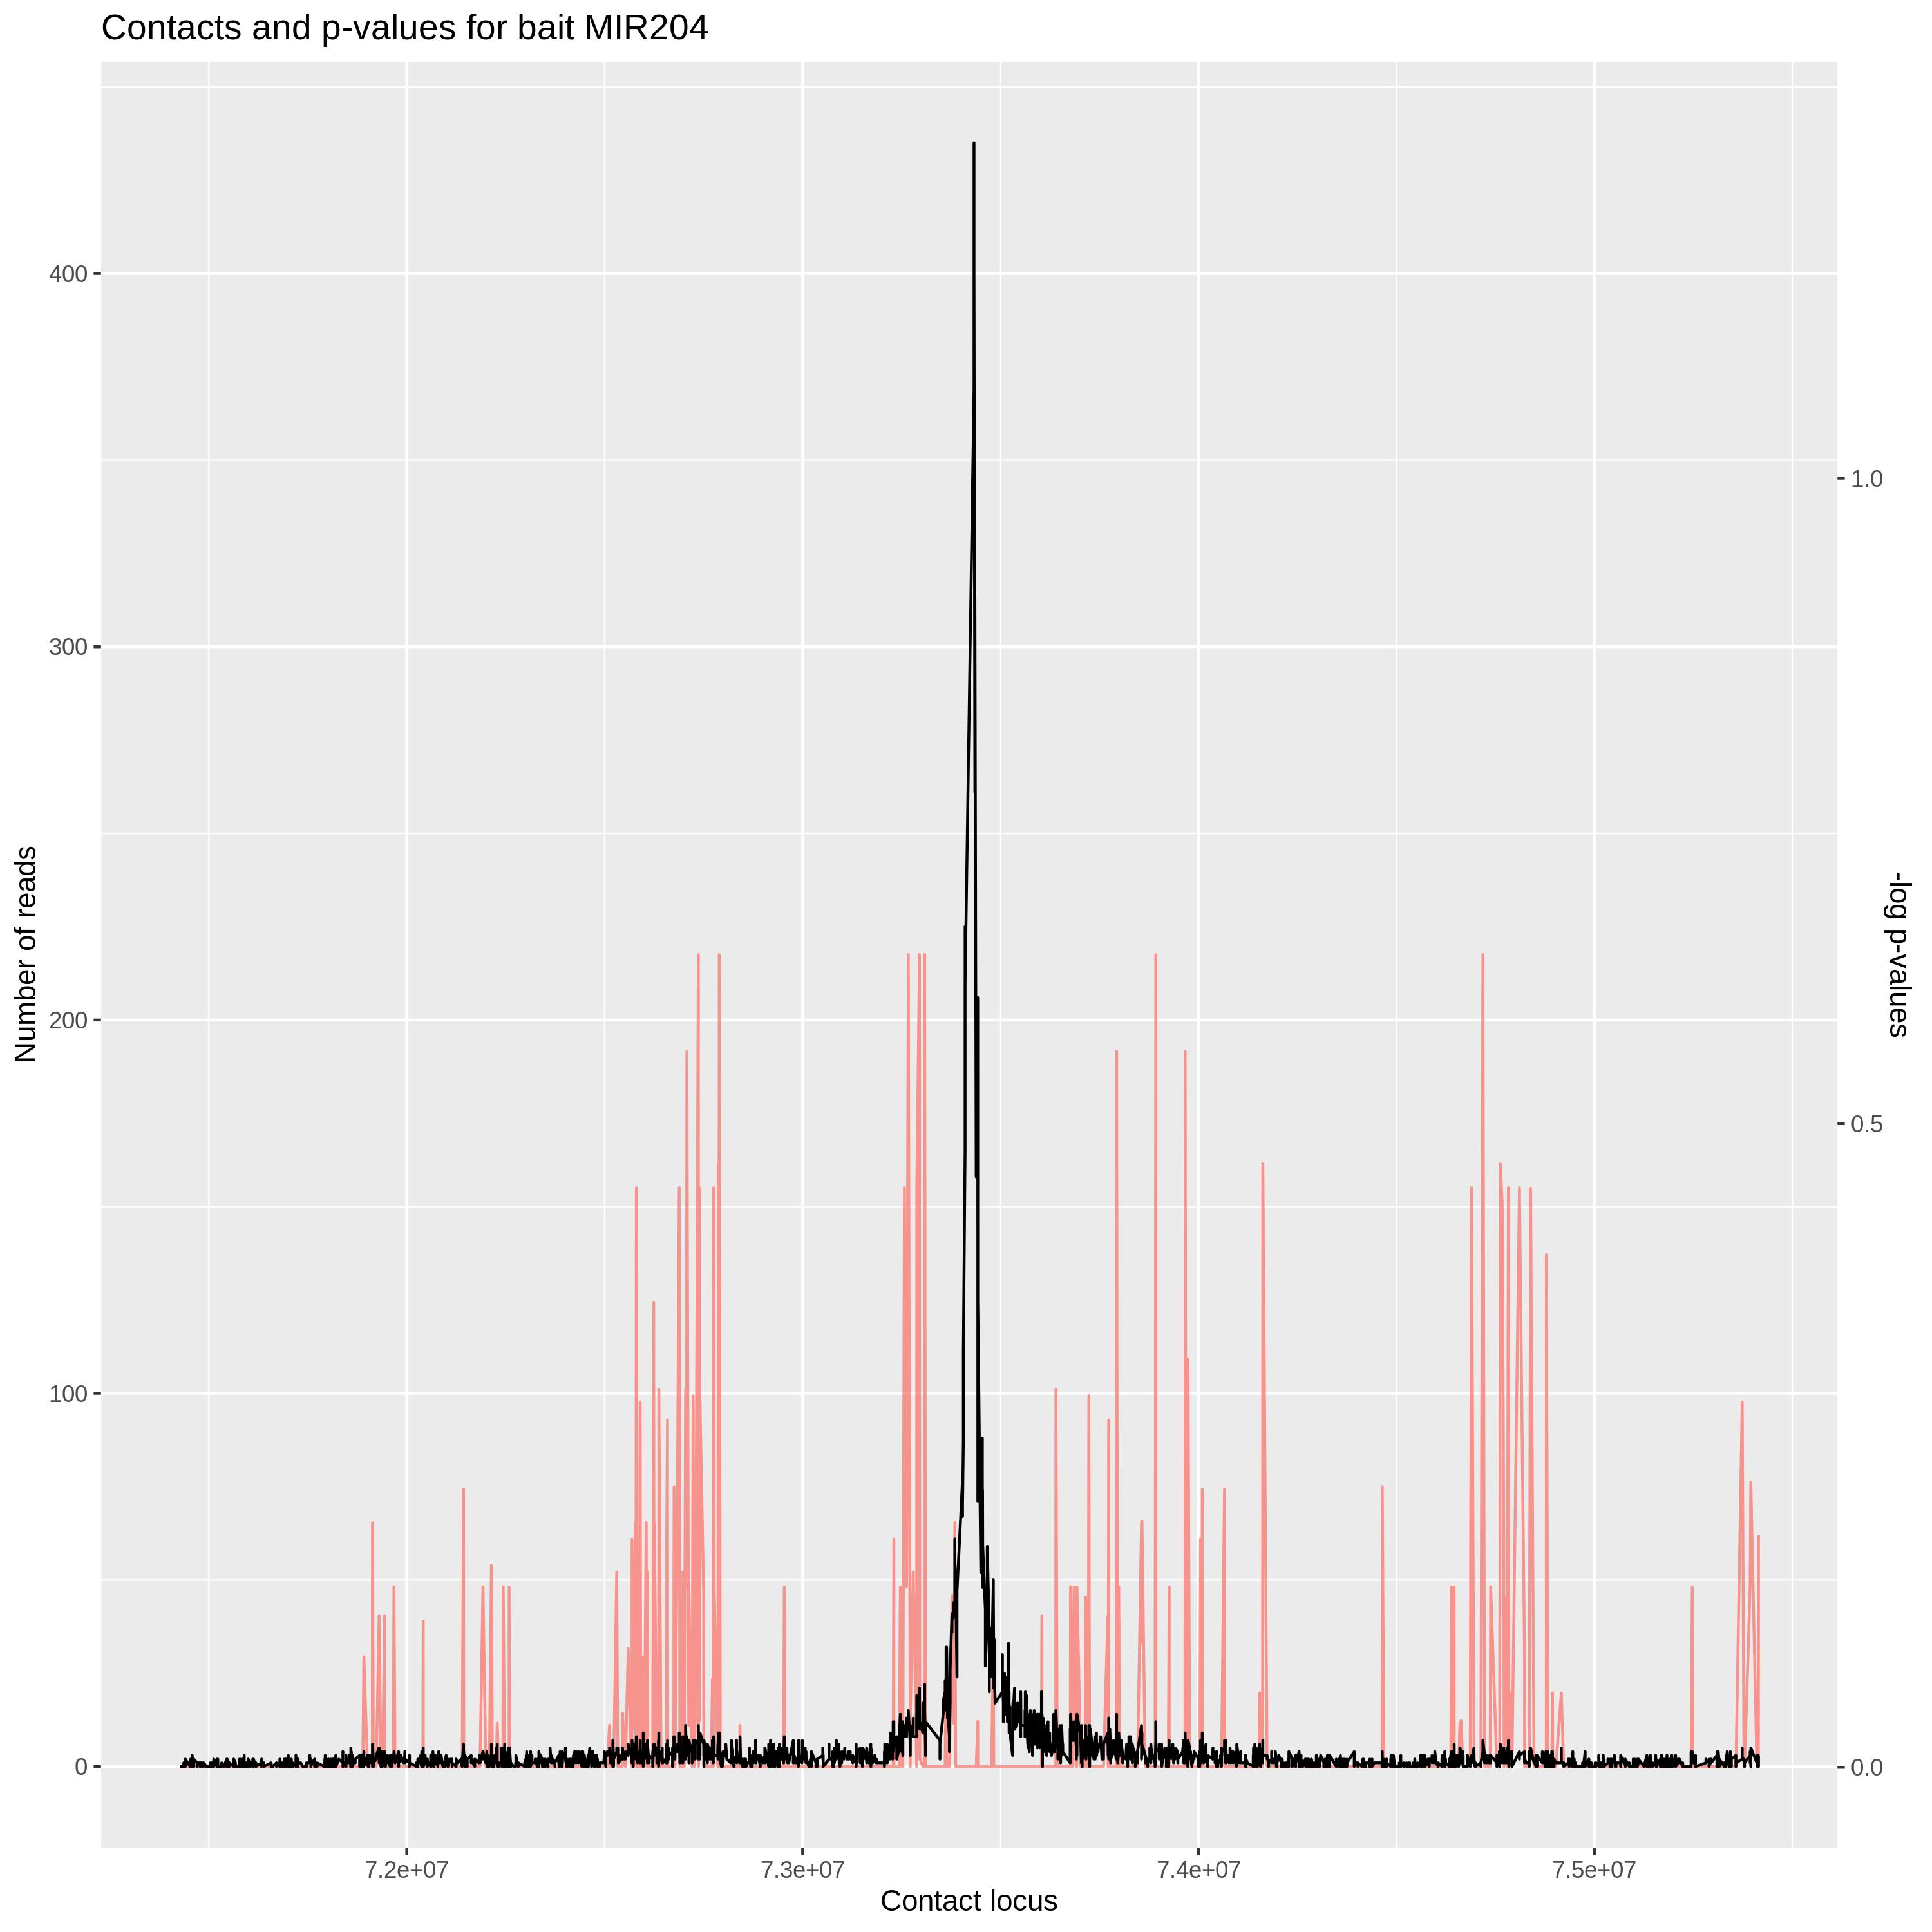 Contacts and p-values for bait MIR204
400
300
200
100
0
Number of reads
1.0
0.5
0.0
-log p-values
7.2e+07
7.3e+07
7.4e+07
7.5e+07
Contact locus